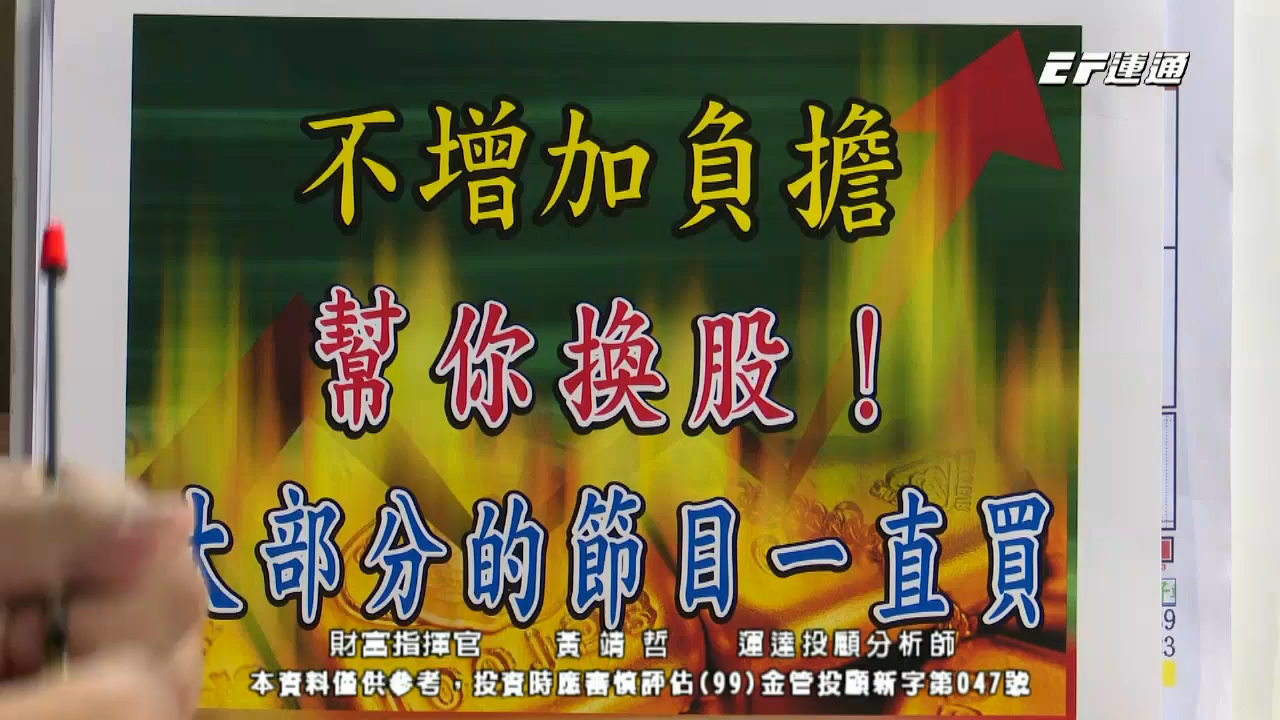 EF運通
不增加負擔
幫你換股！
大部分的節目一直買
財富指揮官 黃靖哲 運達投顧分析師
本資料僅供參考，投資時應審慎評估(99)金管投顧新字第047號
9
3